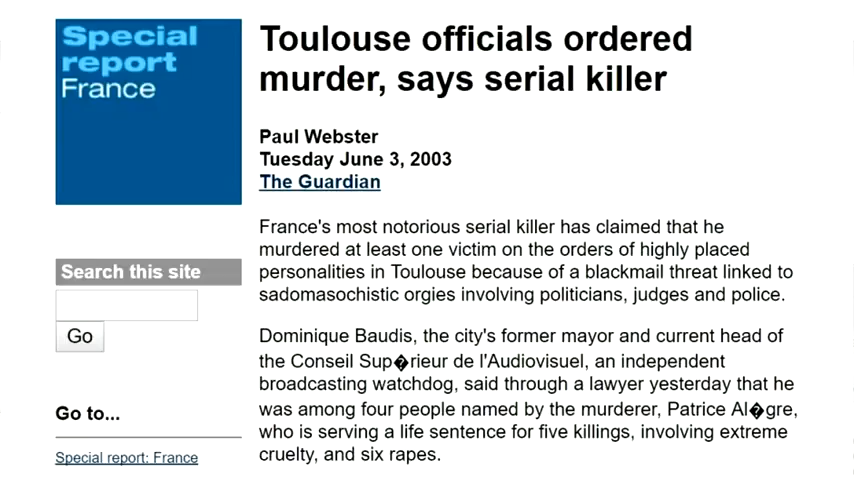 Special
report
France
Toulouse officials ordered
murder, says serial killer
Paul Webster
Tuesday June 3, 2003
The Guardian
France's most notorious serial killer has claimed that he
murdered at least one victim on the orders of highly placed
personalities in Toulouse because of a blackmail threat linked to
sadomasochistic orgies involving politicians, judges and police.
Dominique Baudis, the city's former mayor and current head of
the Conseil Sup�rieur de l'Audiovisuel, an independent
broadcasting watchdog, said through a lawyer yesterday that he
was among four people named by the murderer, Patrice Al�gre,
who is serving a life sentence for five killings, involving extreme
cruelty, and six rapes.
Search this site
Go
Go to...
Special report: France